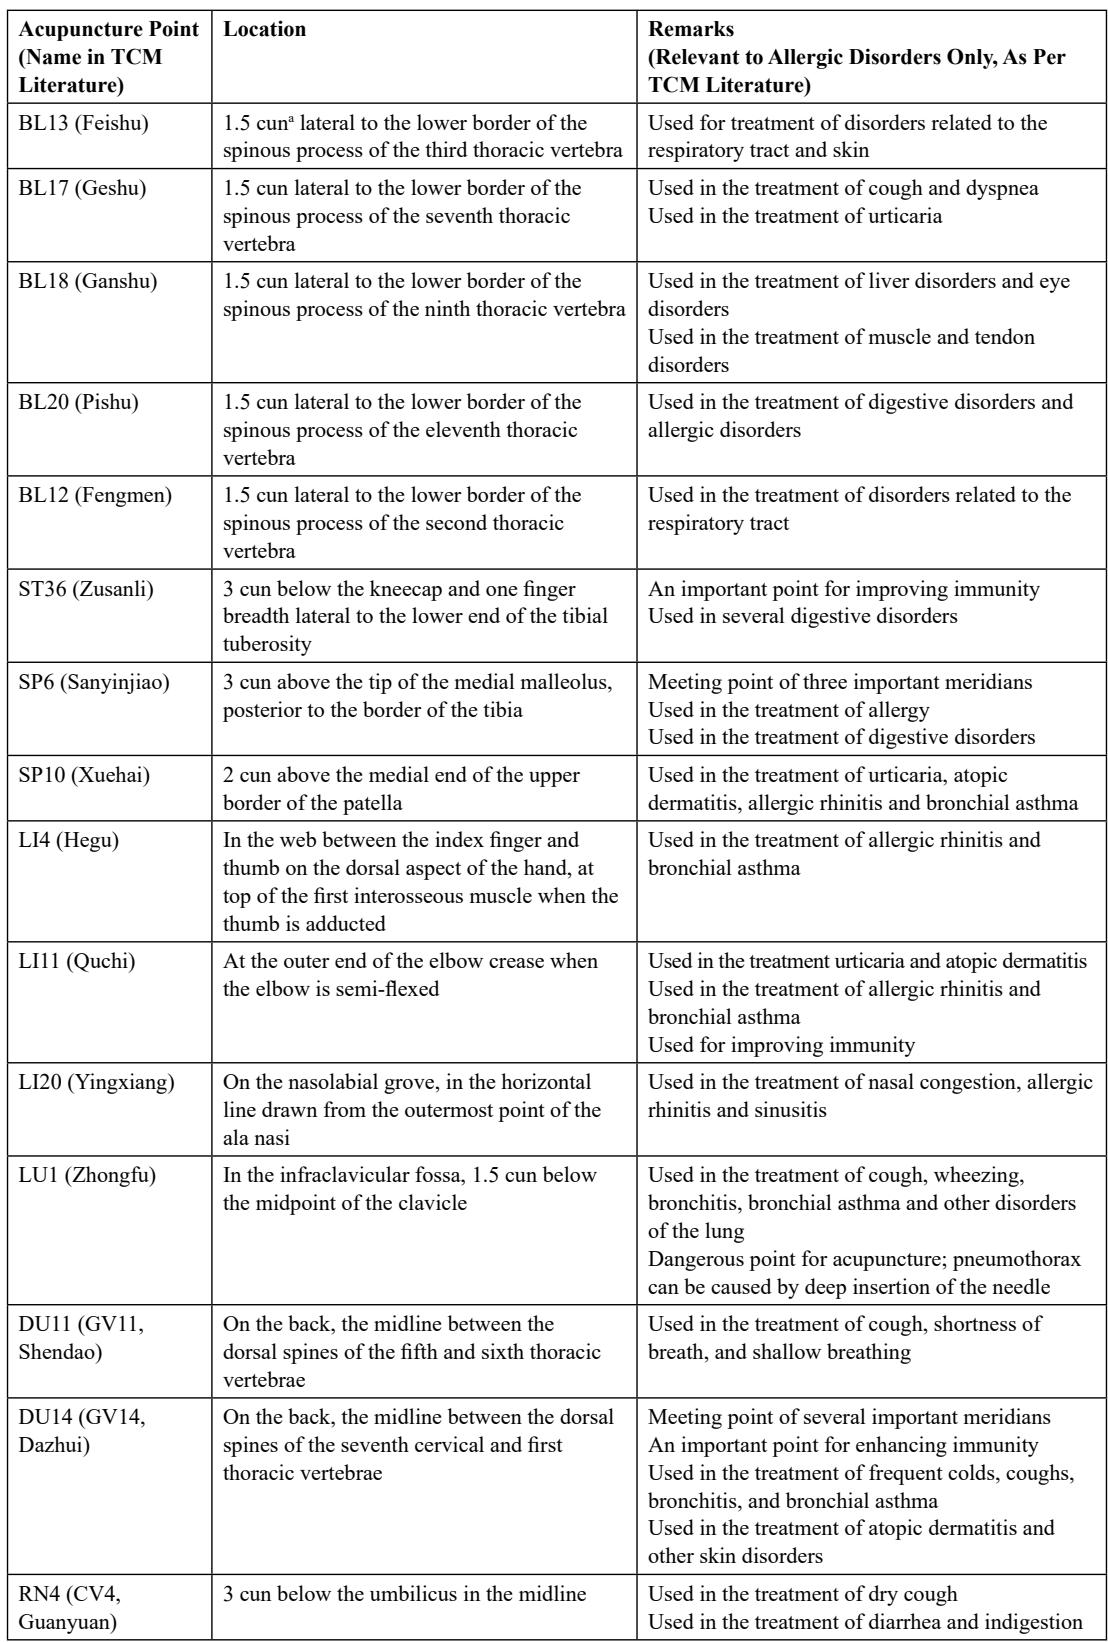 Acupuncture Point
(Name in TCM
Literature)
Location
Remarks
(Relevant to Allergic Disorders Only, As Per
TCM Literature)
BL13 (Feishu)
1.5 cunᵃ lateral to the lower border of the
spinous process of the third thoracic vertebra
Used for treatment of disorders related to the
respiratory tract and skin
BL17 (Geshu)
1.5 cun lateral to the lower border of the
spinous process of the seventh thoracic
vertebra
Used in the treatment of cough and dyspnea
Used in the treatment of urticaria
BL18 (Ganshu)
1.5 cun lateral to the lower border of the
spinous process of the ninth thoracic vertebra
Used in the treatment of liver disorders and eye
disorders
Used in the treatment of muscle and tendon
disorders
BL20 (Pishu)
1.5 cun lateral to the lower border of the
spinous process of the eleventh thoracic
vertebra
Used in the treatment of digestive disorders and
allergic disorders
BL12 (Fengmen)
1.5 cun lateral to the lower border of the
spinous process of the second thoracic
vertebra
Used in the treatment of disorders related to the
respiratory tract
ST36 (Zusanli)
3 cun below the kneecap and one finger
breadth lateral to the lower end of the tibial
tuberosity
An important point for improving immunity
Used in several digestive disorders
SP6 (Sanyinjiao)
3 cun above the tip of the medial malleolus,
posterior to the border of the tibia
Meeting point of three important meridians
Used in the treatment of allergy
Used in the treatment of digestive disorders
SP10 (Xuehai)
2 cun above the medial end of the upper
border of the patella
Used in the treatment of urticaria, atopic
dermatitis, allergic rhinitis and bronchial asthma
LI4 (Hegu)
In the web between the index finger and
thumb on the dorsal aspect of the hand, at
top of the first interosseous muscle when the
thumb is adducted
Used in the treatment of allergic rhinitis and
bronchial asthma
LI11 (Quchi)
At the outer end of the elbow crease when
the elbow is semi-flexed
Used in the treatment urticaria and atopic dermatitis
Used in the treatment of allergic rhinitis and
bronchial asthma
Used for improving immunity
LI20 (Yingxiang)
On the nasolabial grove, in the horizontal
line drawn from the outermost point of the
ala nasi
Used in the treatment of nasal congestion, allergic
rhinitis and sinusitis
LU1 (Zhongfu)
In the infraclavicular fossa, 1.5 cun below
the midpoint of the clavicle
Used in the treatment of cough, wheezing,
bronchitis, bronchial asthma and other disorders
of the lung
Dangerous point for acupuncture; pneumothorax
can be caused by deep insertion of the needle
DU11 (GV11,
Shendao)
On the back, the midline between the
dorsal spines of the fifth and sixth thoracic
vertebrae
Used in the treatment of cough, shortness of
breath, and shallow breathing
DU14 (GV14,
Dazhui)
On the back, the midline between the dorsal
spines of the seventh cervical and first
thoracic vertebrae
Meeting point of several important meridians
An important point for enhancing immunity
Used in the treatment of frequent colds, coughs,
bronchitis, and bronchial asthma
Used in the treatment of atopic dermatitis and
other skin disorders
RN4 (CV4,
Guanyuan)
3 cun below the umbilicus in the midline
Used in the treatment of dry cough
Used in the treatment of diarrhea and indigestion